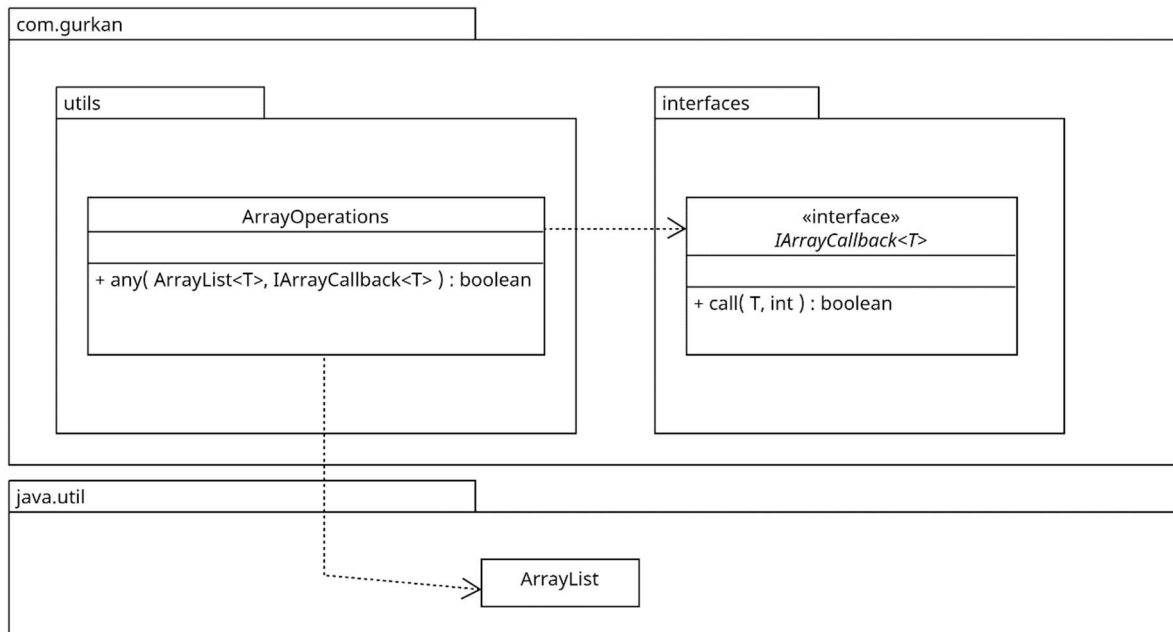 com.gurkan
utils
interfaces
ArrayOperations
+ any( ArrayList<T>, IArrayCallback<T> ) : boolean
«interface»
IArrayCallback<T>
+ call( T, int ) : boolean
java.util
ArrayList